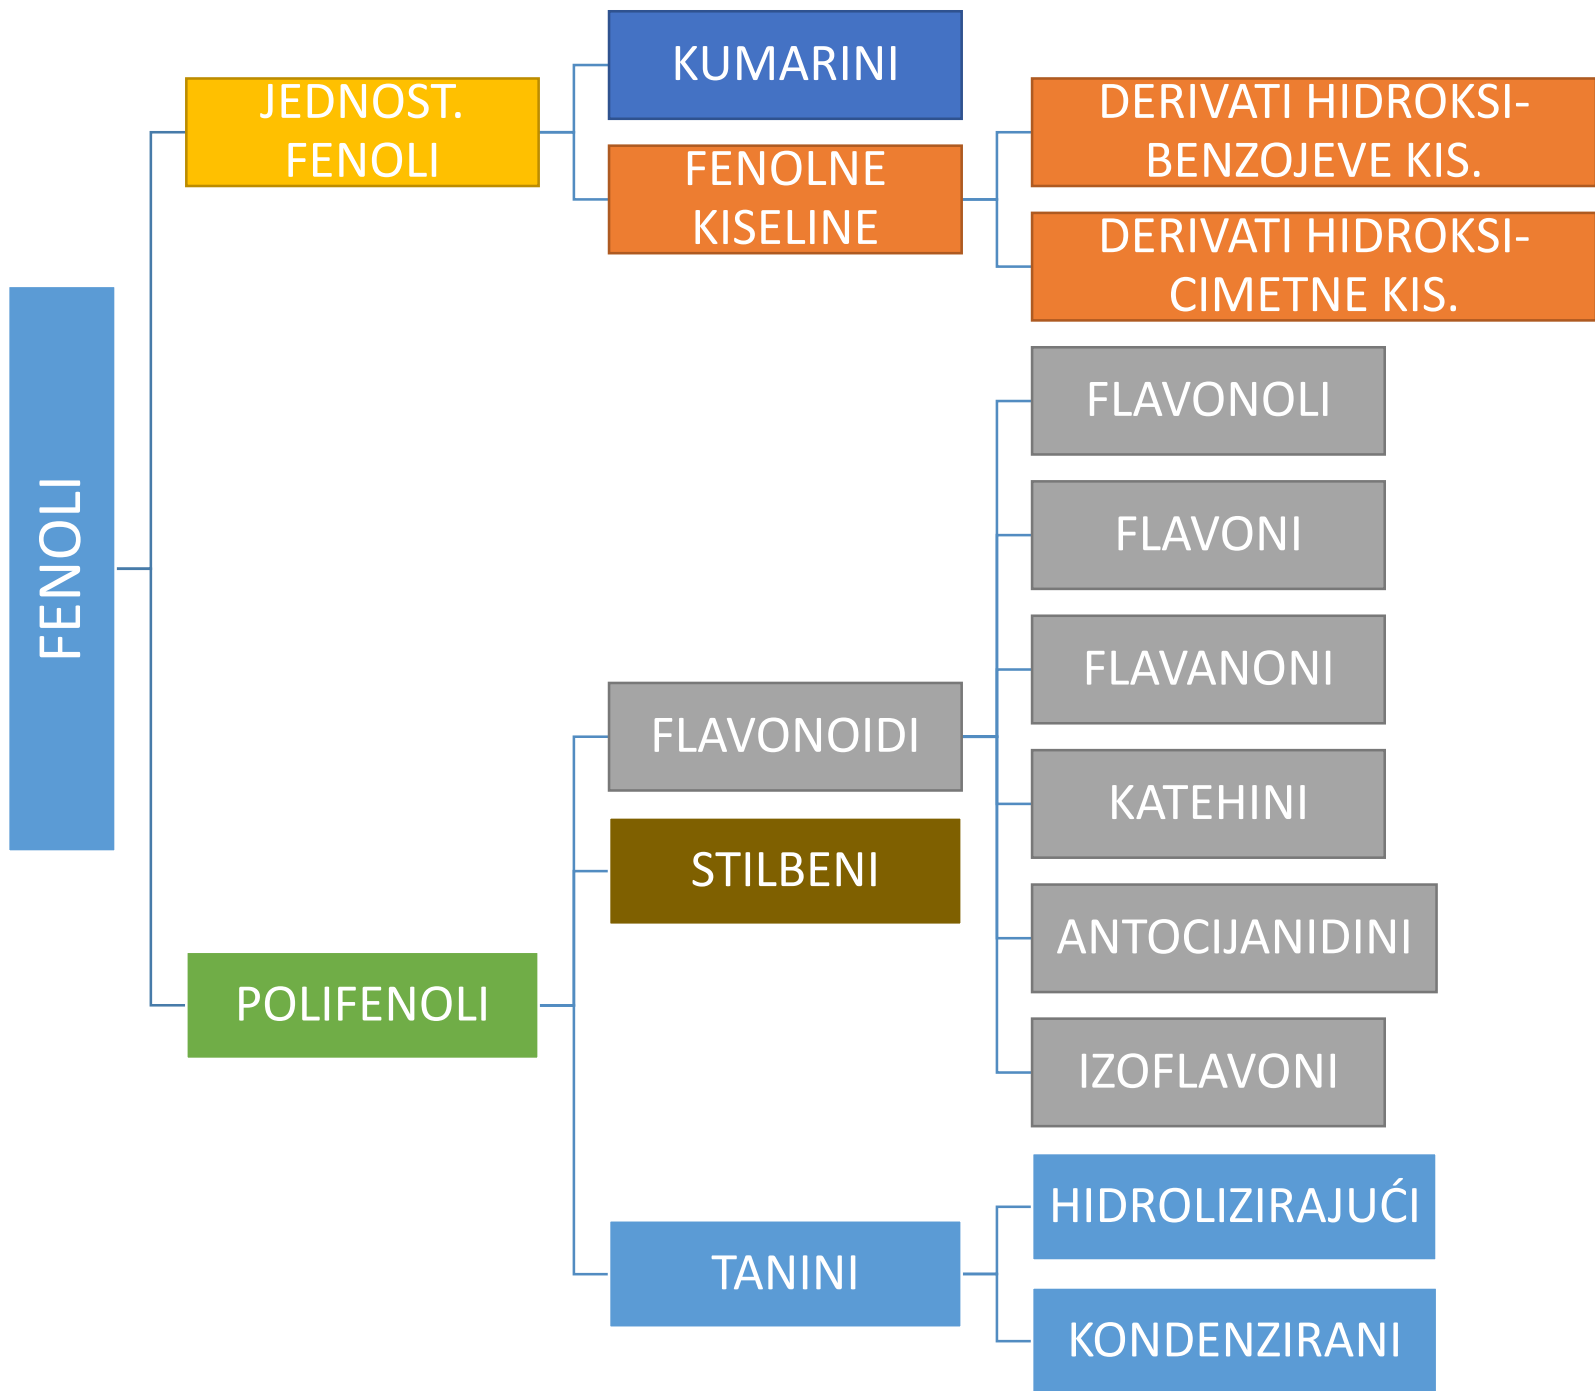 FENOLI
JEDNOST.
FENOLI
KUMARINI
FENOLNE
KISELINE
DERIVATI HIDROKSI-
BENZOJEVE KIS.
DERIVATI HIDROKSI-
CIMETNE KIS.
POLIFENOLI
FLAVONOIDI
FLAVONOLI
FLAVONI
FLAVANONI
KATEHINI
ANTOCIJANIDINI
IZOFLAVONI
STILBENI
TANINI
HIDROLIZIRAJUĆI
KONDENZIRANI